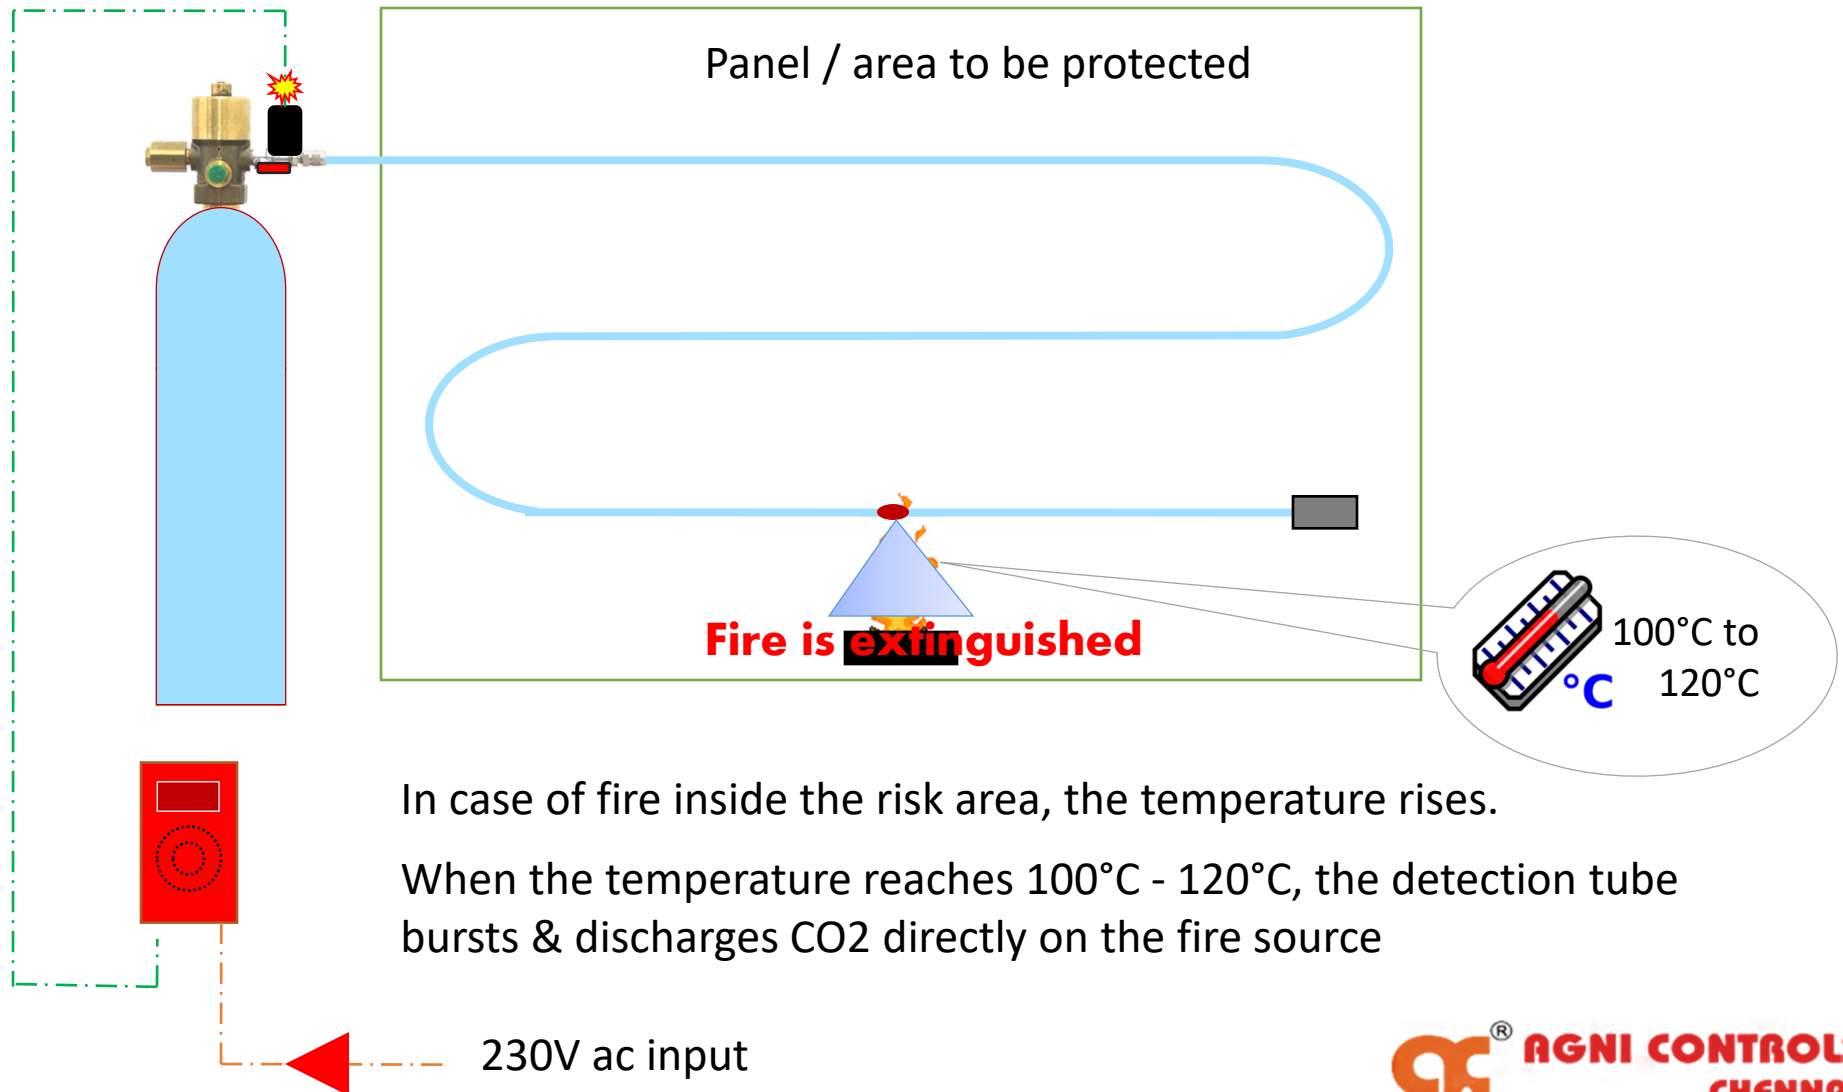 Panel / area to be protected
Fire is extinguished
100°C to
120°C
°C
In case of fire inside the risk area, the temperature rises.
When the temperature reaches 100°C - 120°C, the detection tube
bursts & discharges CO2 directly on the fire source
230V ac input
® AGNI CONTROL
CHENNA